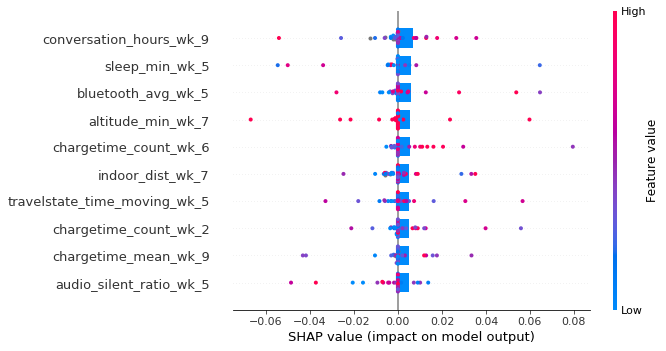 High
conversation_hours_wk_9
sleep_min_wk_5
bluetooth_avg_wk_5
altitude_min_wk_7
chargetime_count_wk_6
indoor_dist_wk_7
travelstate_time_moving_wk_5
chargetime_count_wk_2
chargetime_mean_wk_9
audio_silent_ratio_wk_5
Feature value
Low
−0.06 −0.04 −0.02 0.00 0.02 0.04 0.06 0.08
SHAP value (impact on model output)